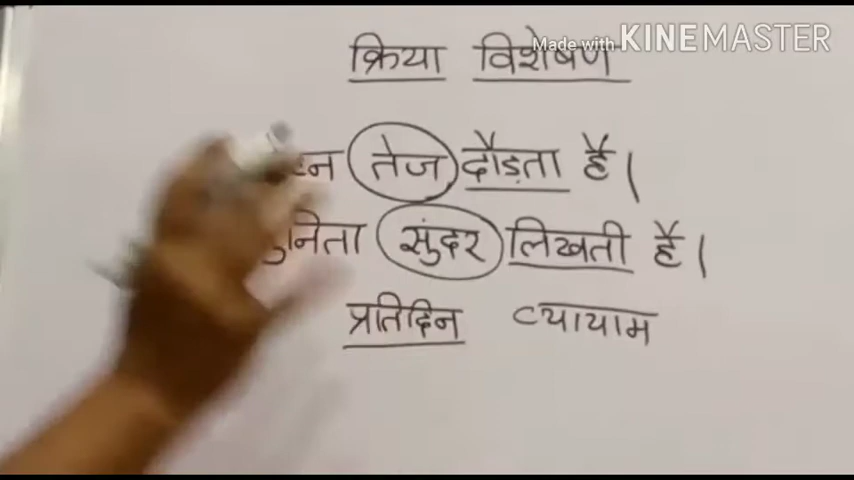 Made with KINEMASTER
क्रिया विशेषण
तेज दौड़ता है।
सुंदर लिखती है।
प्रतिदिन व्यायाम